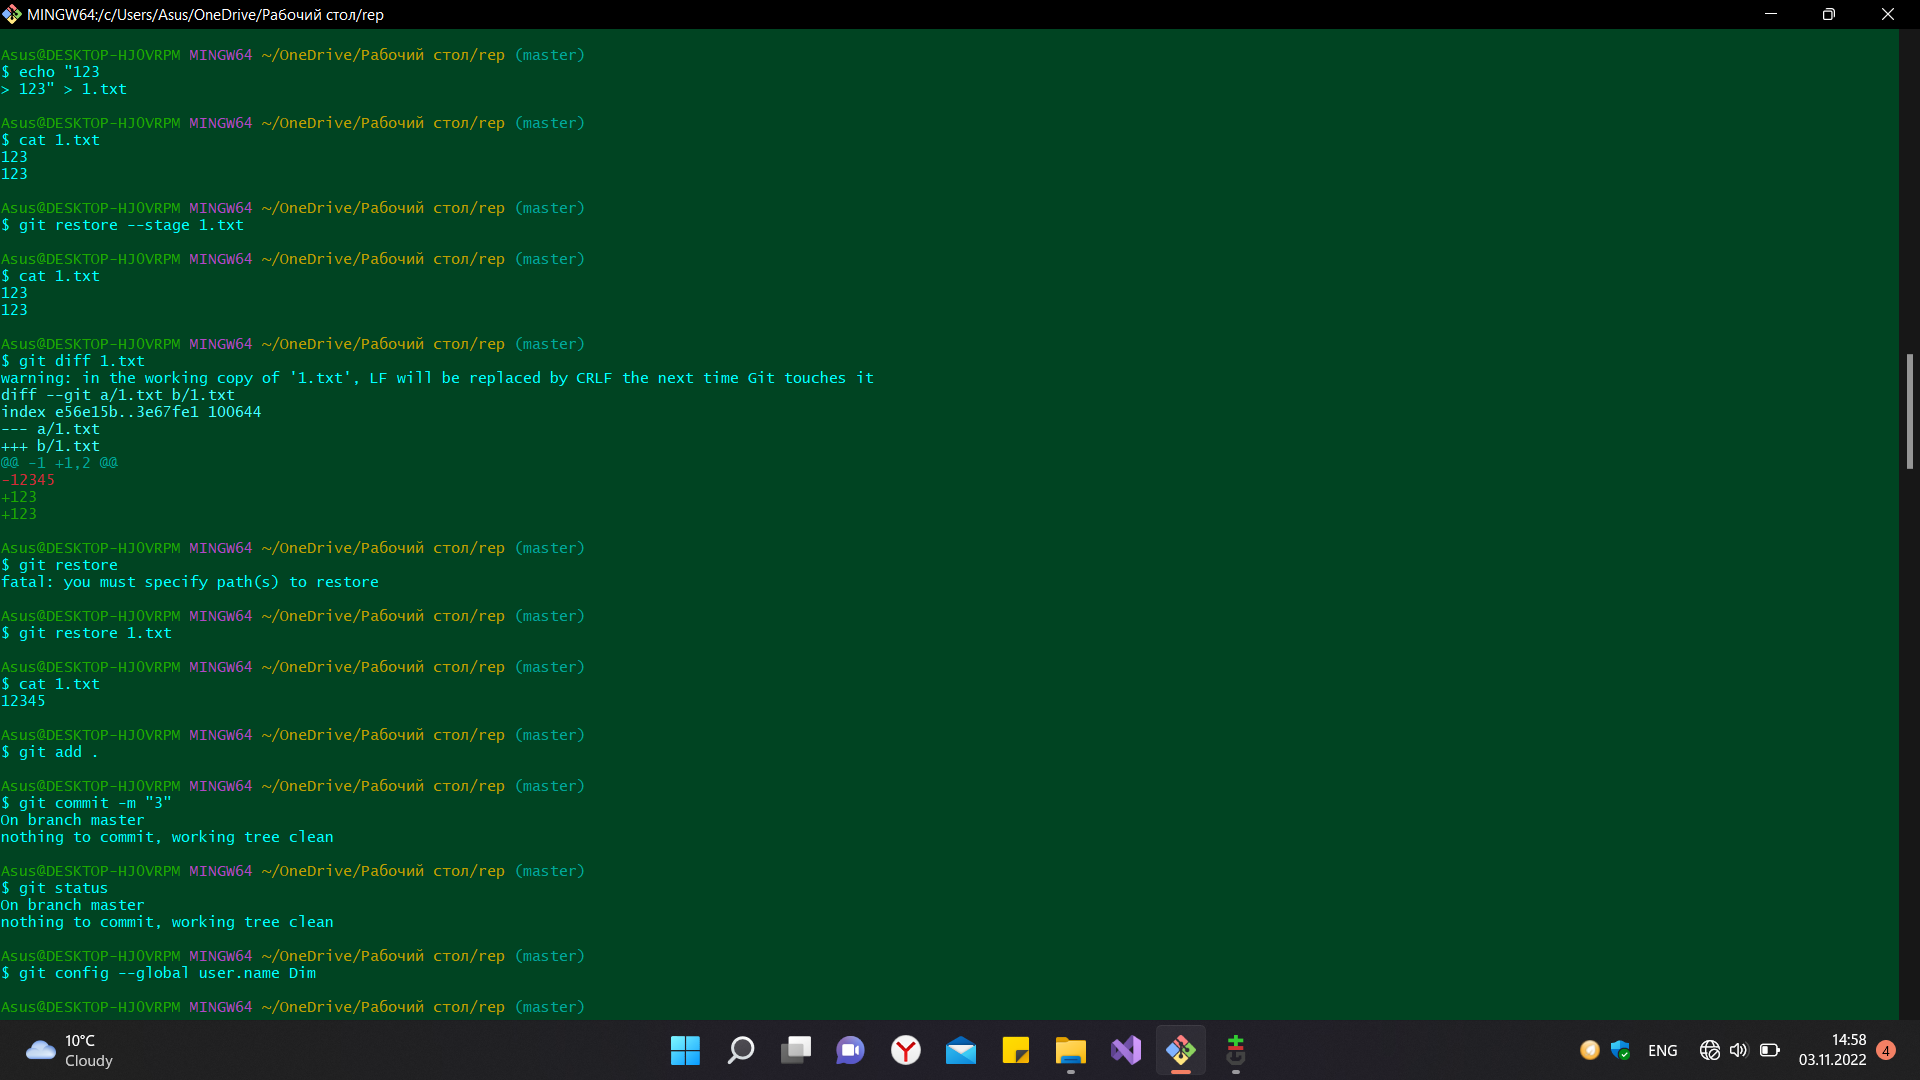 MINGW64:/c/Users/Asus/OneDrive/Рабочий стол/rep
Asus@DESKTOP-HJOVRPM MINGW64 ~/OneDrive/Рабочий стол/rep (master)
$ echo "123
> 123" > 1.txt
Asus@DESKTOP-HJOVRPM MINGW64 ~/OneDrive/Рабочий стол/rep (master)
$ cat 1.txt
123
123
Asus@DESKTOP-HJOVRPM MINGW64 ~/OneDrive/Рабочий стол/rep (master)
$ git restore --stage 1.txt
Asus@DESKTOP-HJOVRPM MINGW64 ~/OneDrive/Рабочий стол/rep (master)
$ cat 1.txt
123
123
Asus@DESKTOP-HJOVRPM MINGW64 ~/OneDrive/Рабочий стол/rep (master)
$ git diff 1.txt
warning: in the working copy of '1.txt', LF will be replaced by CRLF the next time Git touches it
diff --git a/1.txt b/1.txt
index e56e15b..3e67fe1 100644
--- a/1.txt
+++ b/1.txt
@@ -1 +1,2 @@
-12345
+123
+123
Asus@DESKTOP-HJOVRPM MINGW64 ~/OneDrive/Рабочий стол/rep (master)
$ git restore
fatal: you must specify path(s) to restore
Asus@DESKTOP-HJOVRPM MINGW64 ~/OneDrive/Рабочий стол/rep (master)
$ git restore 1.txt
Asus@DESKTOP-HJOVRPM MINGW64 ~/OneDrive/Рабочий стол/rep (master)
$ cat 1.txt
12345
Asus@DESKTOP-HJOVRPM MINGW64 ~/OneDrive/Рабочий стол/rep (master)
$ git add .
Asus@DESKTOP-HJOVRPM MINGW64 ~/OneDrive/Рабочий стол/rep (master)
$ git commit -m "3"
On branch master
nothing to commit, working tree clean
Asus@DESKTOP-HJOVRPM MINGW64 ~/OneDrive/Рабочий стол/rep (master)
$ git status
On branch master
nothing to commit, working tree clean
Asus@DESKTOP-HJOVRPM MINGW64 ~/OneDrive/Рабочий стол/rep (master)
$ git config --global user.name Dim
Asus@DESKTOP-HJOVRPM MINGW64 ~/OneDrive/Рабочий стол/rep (master)
10°C
Cloudy
ENG
14:58
03.11.2022
4